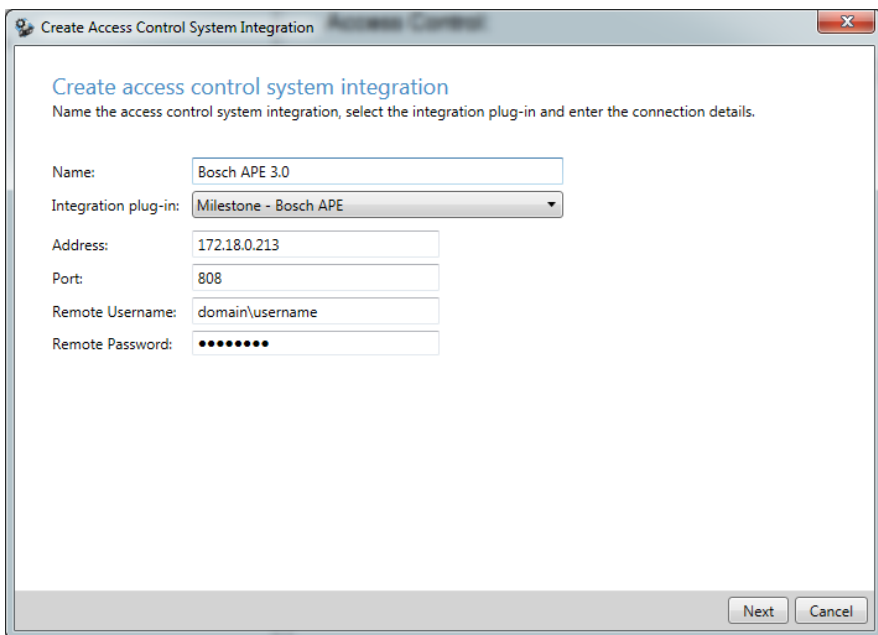 Create Access Control System Integration
Access Control:
Create access control system integration
Name the access control system integration, select the integration plug-in and enter the connection details.
Name: Bosch APE 3.0
Integration plug-in: Milestone - Bosch APE
Address: 172.18.0.213
Port: 808
Remote Username: domain\username
Remote Password: ●●●●●●●●
Next Cancel